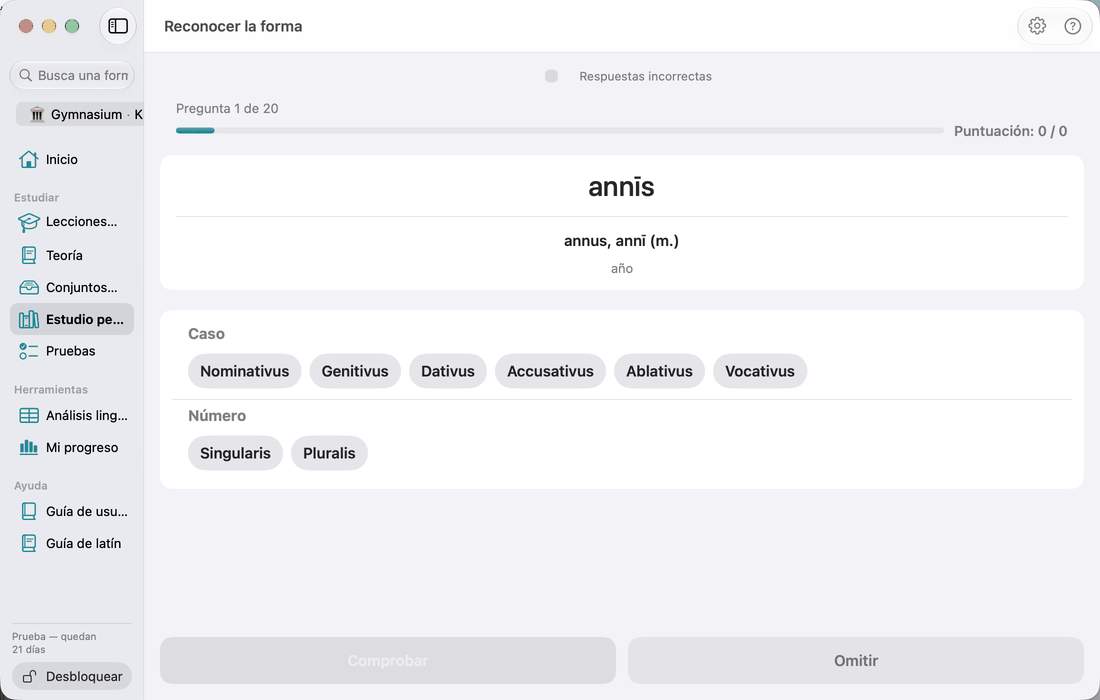 Reconocer la forma
Busca una forn
Gymnasium · K
Inicio
Estudiar
Lecciones...
Teoría
Conjuntos...
Estudio pe...
Pruebas
Herramientas
Análisis ling...
Mi progreso
Ayuda
Guía de usu...
Guía de latín
Prueba — quedan
21 días
Desbloquear
Respuestas incorrectas
Pregunta 1 de 20
Puntuación: 0 / 0
annīs
annus, annī (m.)
año
Caso
Nominativus Genitivus Dativus Accusativus Ablativus Vocativus
Número
Singularis Pluralis
Comprobar
Omitir